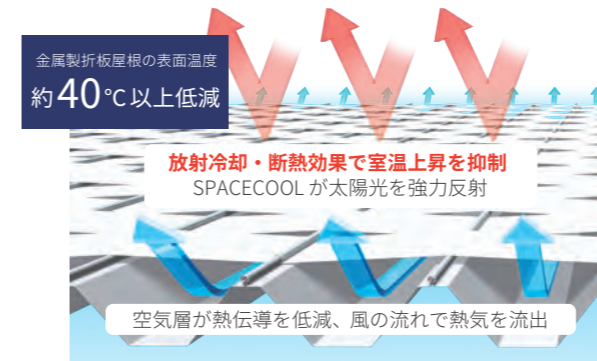 金属製折板屋根の表面温度
約40℃以上低減
放射冷却・断熱効果で室温上昇を抑制
SPACECOOL が太陽光を強力反射
空気層が熱伝導を低減、風の流れで熱気を流出